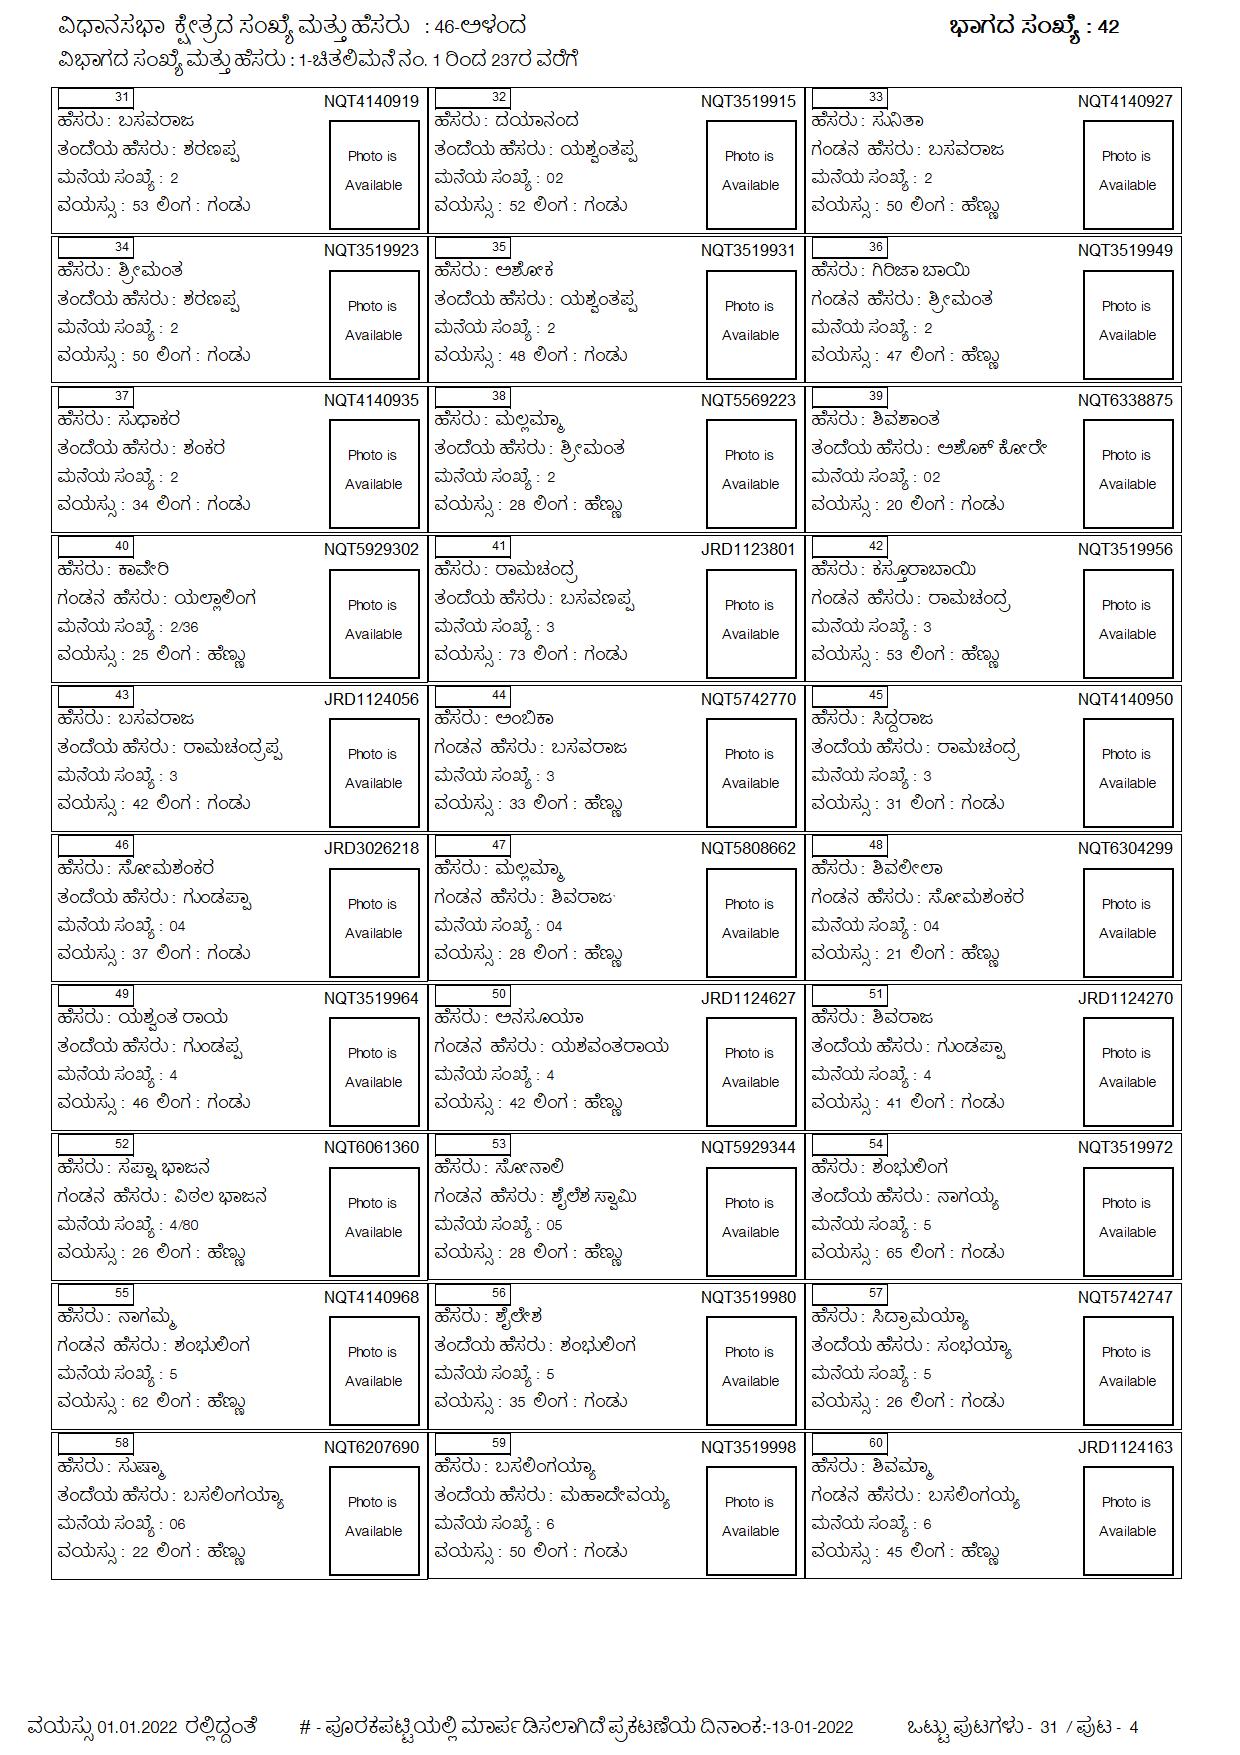 ವಿಧಾನಸಭಾ ಕ್ಷೇತ್ರದ ಸಂಖ್ಯೆ ಮತ್ತು ಹೆಸರು : 46-ಅಳಂದ ಭಾಗದ ಸಂಖ್ಯೆ : 42
ವಿಭಾಗದ ಸಂಖ್ಯೆ ಮತ್ತು ಹೆಸರು : 1-ಚಿತಲಿಮನೆ ನಂ. 1 ರಿಂದ 237ರ ವರೆಗೆ
31 NQT4140919
ಹೆಸರು : ಬಸವರಾಜ
ತಂದೆಯ ಹೆಸರು : ಶರಣಪ್ಪ
ಮನೆಯ ಸಂಖ್ಯೆ : 2
ವಯಸ್ಸು : 53 ಲಿಂಗ : ಗಂಡು
Photo is
Available
32 NQT3519915
ಹೆಸರು : ದಯಾನಂದ
ತಂದೆಯ ಹೆಸರು : ಯಶ್ವಂತಪ್ಪ
ಮನೆಯ ಸಂಖ್ಯೆ : 02
ವಯಸ್ಸು : 52 ಲಿಂಗ : ಗಂಡು
Photo is
Available
33 NQT4140927
ಹೆಸರು : ಸುನಿತಾ
ಗಂಡನ ಹೆಸರು : ಬಸವರಾಜ
ಮನೆಯ ಸಂಖ್ಯೆ : 2
ವಯಸ್ಸು : 50 ಲಿಂಗ : ಹೆಣ್ಣು
Photo is
Available
34 NQT3519923
ಹೆಸರು : ಶ್ರೀಮಂತ
ತಂದೆಯ ಹೆಸರು : ಶರಣಪ್ಪ
ಮನೆಯ ಸಂಖ್ಯೆ : 2
ವಯಸ್ಸು : 50 ಲಿಂಗ : ಗಂಡು
Photo is
Available
35 NQT3519931
ಹೆಸರು : ಅಶೋಕ
ತಂದೆಯ ಹೆಸರು : ಯಶ್ವಂತಪ್ಪ
ಮನೆಯ ಸಂಖ್ಯೆ : 2
ವಯಸ್ಸು : 48 ಲಿಂಗ : ಗಂಡು
Photo is
Available
36 NQT3519949
ಹೆಸರು : ಗಿರಿಜಾ ಬಾಯಿ
ಗಂಡನ ಹೆಸರು : ಶ್ರೀಮಂತ
ಮನೆಯ ಸಂಖ್ಯೆ : 2
ವಯಸ್ಸು : 47 ಲಿಂಗ : ಹೆಣ್ಣು
Photo is
Available
37 NQT4140935
ಹೆಸರು : ಸುಧಾಕರ
ತಂದೆಯ ಹೆಸರು : ಶಂಕರ
ಮನೆಯ ಸಂಖ್ಯೆ : 2
ವಯಸ್ಸು : 34 ಲಿಂಗ : ಗಂಡು
Photo is
Available
38 NQT5569223
ಹೆಸರು : ಮಲ್ಲಮ್ಮಾ
ತಂದೆಯ ಹೆಸರು : ಶ್ರೀಮಂತ
ಮನೆಯ ಸಂಖ್ಯೆ : 2
ವಯಸ್ಸು : 28 ಲಿಂಗ : ಹೆಣ್ಣು
Photo is
Available
39 NQT6338875
ಹೆಸರು : ಶಿವಶಾಂತ
ತಂದೆಯ ಹೆಸರು : ಅಶೊಕ್ ಕೋರೇ
ಮನೆಯ ಸಂಖ್ಯೆ : 02
ವಯಸ್ಸು : 20 ಲಿಂಗ : ಗಂಡು
Photo is
Available
40 NQT5929302
ಹೆಸರು : ಕಾವೇರಿ
ಗಂಡನ ಹೆಸರು : ಯಲ್ಲಾಲಿಂಗ
ಮನೆಯ ಸಂಖ್ಯೆ : 2/36
ವಯಸ್ಸು : 25 ಲಿಂಗ : ಹೆಣ್ಣು
Photo is
Available
41 JRD1123801
ಹೆಸರು : ರಾಮಚಂದ್ರ
ತಂದೆಯ ಹೆಸರು : ಬಸವಣಪ್ಪ
ಮನೆಯ ಸಂಖ್ಯೆ : 3
ವಯಸ್ಸು : 73 ಲಿಂಗ : ಗಂಡು
Photo is
Available
42 NQT3519956
ಹೆಸರು : ಕಸ್ತೂರಾಬಾಯಿ
ಗಂಡನ ಹೆಸರು : ರಾಮಚಂದ್ರ
ಮನೆಯ ಸಂಖ್ಯೆ : 3
ವಯಸ್ಸು : 53 ಲಿಂಗ : ಹೆಣ್ಣು
Photo is
Available
43 JRD1124056
ಹೆಸರು : ಬಸವರಾಜ
ತಂದೆಯ ಹೆಸರು : ರಾಮಚಂದ್ರಪ್ಪ
ಮನೆಯ ಸಂಖ್ಯೆ : 3
ವಯಸ್ಸು : 42 ಲಿಂಗ : ಗಂಡು
Photo is
Available
44 NQT5742770
ಹೆಸರು : ಅಂಬಿಕಾ
ಗಂಡನ ಹೆಸರು : ಬಸವರಾಜ
ಮನೆಯ ಸಂಖ್ಯೆ : 3
ವಯಸ್ಸು : 33 ಲಿಂಗ : ಹೆಣ್ಣು
Photo is
Available
45 NQT4140950
ಹೆಸರು : ಸಿದ್ದರಾಜ
ತಂದೆಯ ಹೆಸರು : ರಾಮಚಂದ್ರ
ಮನೆಯ ಸಂಖ್ಯೆ : 3
ವಯಸ್ಸು : 31 ಲಿಂಗ : ಗಂಡು
Photo is
Available
46 JRD3026218
ಹೆಸರು : ಸೋಮಶಂಕರ
ತಂದೆಯ ಹೆಸರು : ಗುಂಡಪ್ಪಾ
ಮನೆಯ ಸಂಖ್ಯೆ : 04
ವಯಸ್ಸು : 37 ಲಿಂಗ : ಗಂಡು
Photo is
Available
47 NQT5808662
ಹೆಸರು : ಮಲ್ಲಮ್ಮಾ
ಗಂಡನ ಹೆಸರು : ಶಿವರಾಜ
ಮನೆಯ ಸಂಖ್ಯೆ : 04
ವಯಸ್ಸು : 28 ಲಿಂಗ : ಹೆಣ್ಣು
Photo is
Available
48 NQT6304299
ಹೆಸರು : ಶಿವಲೀಲಾ
ಗಂಡನ ಹೆಸರು : ಸೋಮಶಂಕರ
ಮನೆಯ ಸಂಖ್ಯೆ : 04
ವಯಸ್ಸು : 21 ಲಿಂಗ : ಹೆಣ್ಣು
Photo is
Available
49 NQT3519964
ಹೆಸರು : ಯಶ್ವಂತ ರಾಯ
ತಂದೆಯ ಹೆಸರು : ಗುಂಡಪ್ಪ
ಮನೆಯ ಸಂಖ್ಯೆ : 4
ವಯಸ್ಸು : 46 ಲಿಂಗ : ಗಂಡು
Photo is
Available
50 JRD1124627
ಹೆಸರು : ಅನಸೂಯಾ
ಗಂಡನ ಹೆಸರು : ಯಶವಂತರಾಯ
ಮನೆಯ ಸಂಖ್ಯೆ : 4
ವಯಸ್ಸು : 42 ಲಿಂಗ : ಹೆಣ್ಣು
Photo is
Available
51 JRD1124270
ಹೆಸರು : ಶಿವರಾಜ
ತಂದೆಯ ಹೆಸರು : ಗುಂಡಪ್ಪಾ
ಮನೆಯ ಸಂಖ್ಯೆ : 4
ವಯಸ್ಸು : 41 ಲಿಂಗ : ಗಂಡು
Photo is
Available
52 NQT6061360
ಹೆಸರು : ಸಪ್ನಾ ಭಾಜನ
ಗಂಡನ ಹೆಸರು : ವಿಠಲ ಭಾಜನ
ಮನೆಯ ಸಂಖ್ಯೆ : 4/80
ವಯಸ್ಸು : 26 ಲಿಂಗ : ಹೆಣ್ಣು
Photo is
Available
53 NQT5929344
ಹೆಸರು : ಸೋನಾಲಿ
ಗಂಡನ ಹೆಸರು : ಶೈಲೆಶ ಸ್ವಾಮಿ
ಮನೆಯ ಸಂಖ್ಯೆ : 05
ವಯಸ್ಸು : 28 ಲಿಂಗ : ಹೆಣ್ಣು
Photo is
Available
54 NQT3519972
ಹೆಸರು : ಶಂಭುಲಿಂಗ
ತಂದೆಯ ಹೆಸರು : ನಾಗಯ್ಯ
ಮನೆಯ ಸಂಖ್ಯೆ : 5
ವಯಸ್ಸು : 65 ಲಿಂಗ : ಗಂಡು
Photo is
Available
55 NQT4140968
ಹೆಸರು : ನಾಗಮ್ಮ
ಗಂಡನ ಹೆಸರು : ಶಂಭುಲಿಂಗ
ಮನೆಯ ಸಂಖ್ಯೆ : 5
ವಯಸ್ಸು : 62 ಲಿಂಗ : ಹೆಣ್ಣು
Photo is
Available
56 NQT3519980
ಹೆಸರು : ಶೈಲೇಶ
ತಂದೆಯ ಹೆಸರು : ಶಂಭುಲಿಂಗ
ಮನೆಯ ಸಂಖ್ಯೆ : 5
ವಯಸ್ಸು : 35 ಲಿಂಗ : ಗಂಡು
Photo is
Available
57 NQT5742747
ಹೆಸರು : ಸಿದ್ರಾಮಯ್ಯಾ
ತಂದೆಯ ಹೆಸರು : ಸಂಭಯ್ಯಾ
ಮನೆಯ ಸಂಖ್ಯೆ : 5
ವಯಸ್ಸು : 26 ಲಿಂಗ : ಗಂಡು
Photo is
Available
58 NQT6207690
ಹೆಸರು : ಸುಷ್ಮಾ
ತಂದೆಯ ಹೆಸರು : ಬಸಲಿಂಗಯ್ಯಾ
ಮನೆಯ ಸಂಖ್ಯೆ : 06
ವಯಸ್ಸು : 22 ಲಿಂಗ : ಹೆಣ್ಣು
Photo is
Available
59 NQT3519998
ಹೆಸರು : ಬಸಲಿಂಗಯ್ಯಾ
ತಂದೆಯ ಹೆಸರು : ಮಹಾದೇವಯ್ಯ
ಮನೆಯ ಸಂಖ್ಯೆ : 6
ವಯಸ್ಸು : 50 ಲಿಂಗ : ಗಂಡು
Photo is
Available
60 JRD1124163
ಹೆಸರು : ಶಿವಮ್ಮಾ
ಗಂಡನ ಹೆಸರು : ಬಸಲಿಂಗಯ್ಯ
ಮನೆಯ ಸಂಖ್ಯೆ : 6
ವಯಸ್ಸು : 45 ಲಿಂಗ : ಹೆಣ್ಣು
Photo is
Available
ವಯಸ್ಸು 01.01.2022 ರಲ್ಲಿದ್ದಂತೆ # - ಪೂರಕಪಟ್ಟಿಯಲ್ಲಿ ಮಾರ್ಪಡಿಸಲಾಗಿದೆ ಪ್ರಕಟಣೆಯ ದಿನಾಂಕ:-13-01-2022 ಒಟ್ಟು ಪುಟಗಳು - 31 / ಪುಟ - 4